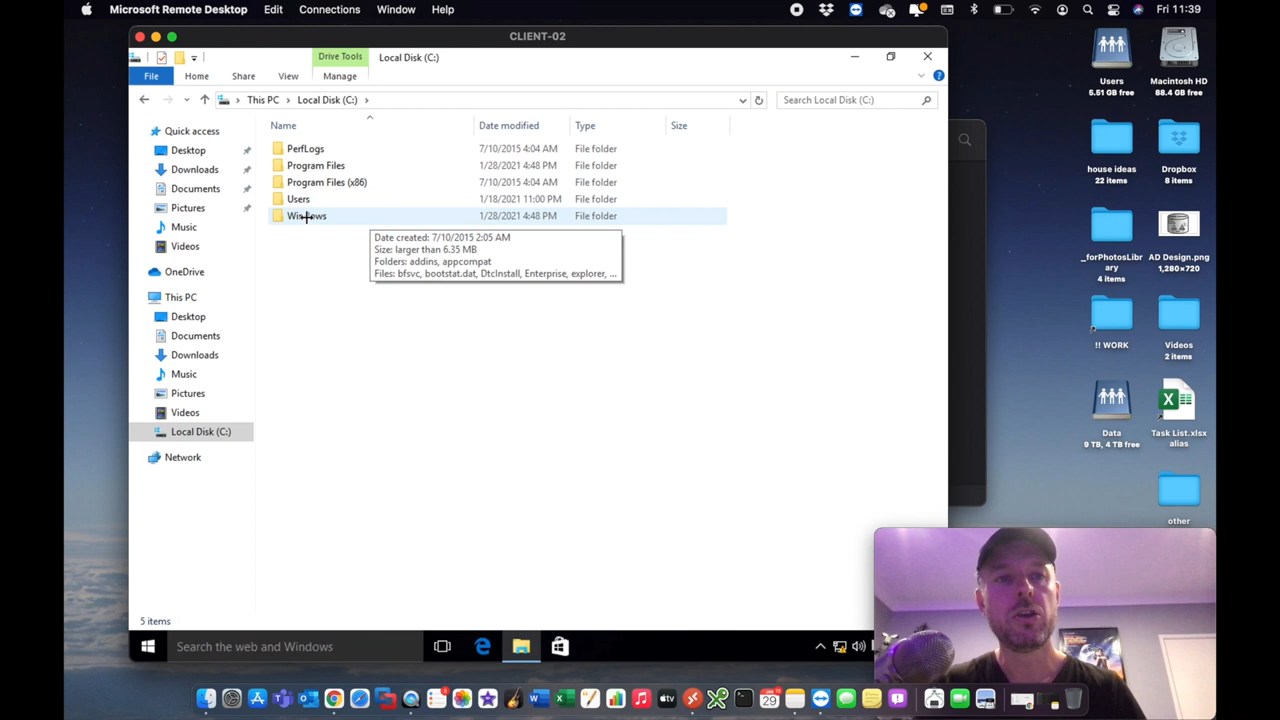 Microsoft Remote Desktop Edit Connections Window Help Fri 11:39
CLIENT-02
Drive Tools Local Disk (C:)
File Home Share View Manage
This PC Local Disk (C:) Search Local Disk (C:)
Name Date modified Type Size
Quick access
Desktop
Downloads
Documents
Pictures
Music
Videos
OneDrive
This PC
Desktop
Documents
Downloads
Music
Pictures
Videos
Local Disk (C:)
Network
PerfLogs 7/10/2015 4:04 AM File folder
Program Files 1/28/2021 4:48 PM File folder
Program Files (x86) 7/10/2015 4:04 AM File folder
Users 1/18/2021 11:00 PM File folder
Windows 1/28/2021 4:48 PM File folder
Date created: 7/10/2015 2:05 AM
Size: larger than 6.35 MB
Folders: addins, appcompat
Files: bfsvc, bootstat.dat, DtcInstall, Enterprise, explorer, ...
5 items
Search the web and Windows
Users
5.51 GB free
Macintosh HD
88.4 GB free
house ideas
22 items
Dropbox
8 items
_forPhotosLibr
ary
4 items
AD Design.png
1,280×720
!! WORK
Videos
2 items
Data
9 TB, 4 TB free
Task List.xlsx
alias
other